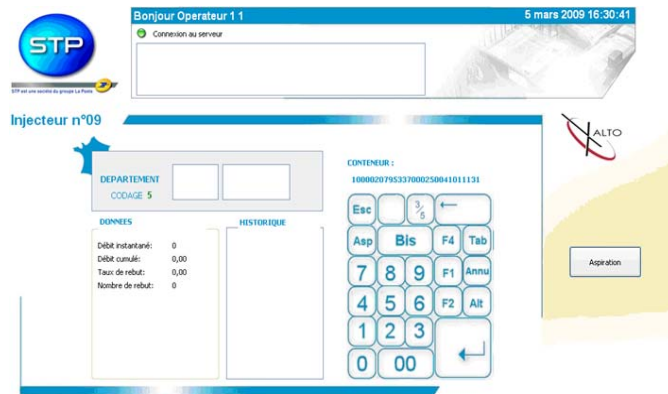 Bonjour Operateur 1 1
5 mars 2009 16:30:41
Connexion au serveur
STP
STP est une société du groupe La Poste
Injecteur n°09
XALTO
DEPARTEMENT
CODAGE 5
CONTENEUR :
1000020795337000250041011131
DONNEES
HISTORIQUE
Débit instantané: 0
Débit cumulé: 0,00
Taux de rebut: 0,00
Nombre de rebut: 0
Esc 3/5 ←
Asp Bis F4 Tab
7 8 9 F1 Annu
4 5 6 F2 Alt
1 2 3
0 00
Aspiration